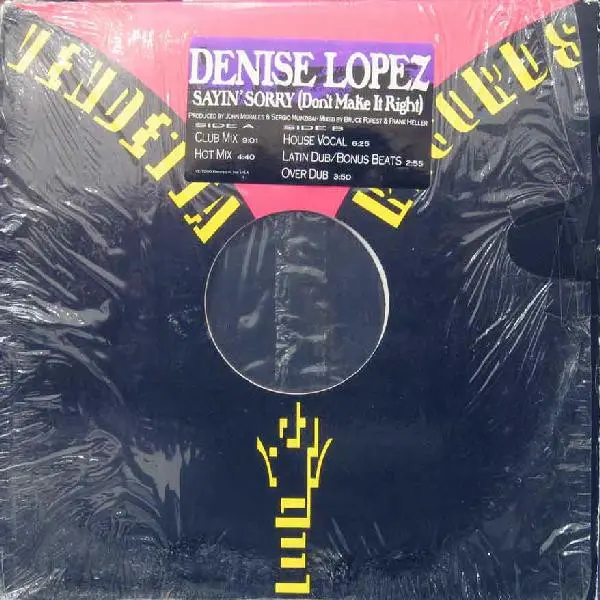 VENDETTA RECORDS
DENISE LOPEZ
SAYIN' SORRY (Don't Make It Right)
PRODUCED BY JOHN MORALES & SERGIO MUNZIBAI • MIXED BY BRUCE FOREST & FRANK HELLER
SIDE A SIDE B
CLUB MIX 9:01 HOUSE VOCAL 6:25
HOT MIX 4:40 LATIN DUB/BONUS BEATS 2:55
OVER DUB 3:50